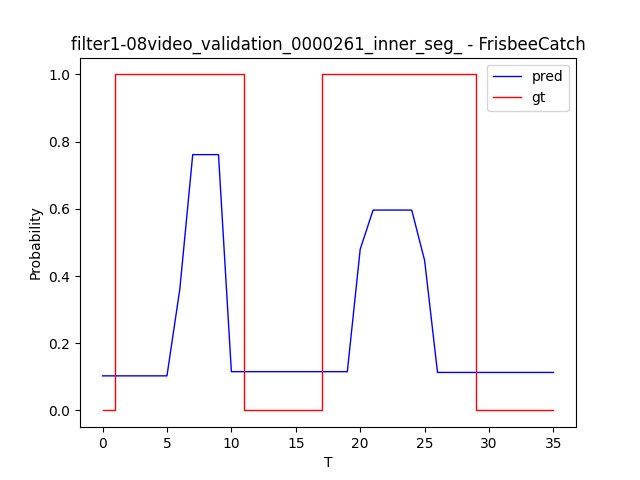 filter1-08video_validation_0000261_inner_seg_ - FrisbeeCatch
pred
gt
1.0
0.8
0.6
0.4
0.2
0.0
Probability
0 5 10 15 20 25 30 35
T